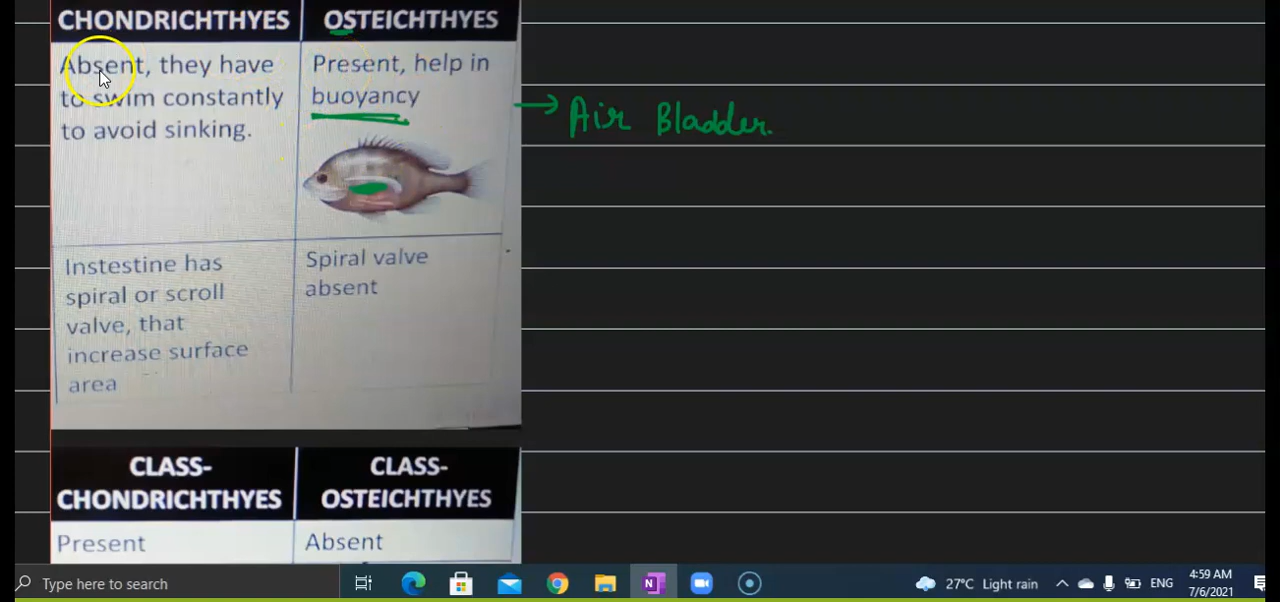 CHONDRICHTHYES
OSTEICHTHYES
Absent, they have
to swim constantly
to avoid sinking.
Present, help in
buoyancy
→ Air Bladder.
Instestine has
spiral or scroll
valve, that
increase surface
area
Spiral valve
absent
CLASS-
CHONDRICHTHYES
CLASS-
OSTEICHTHYES
Present
Absent
Type here to search
27°C Light rain
ENG
4:59 AM
7/6/2021